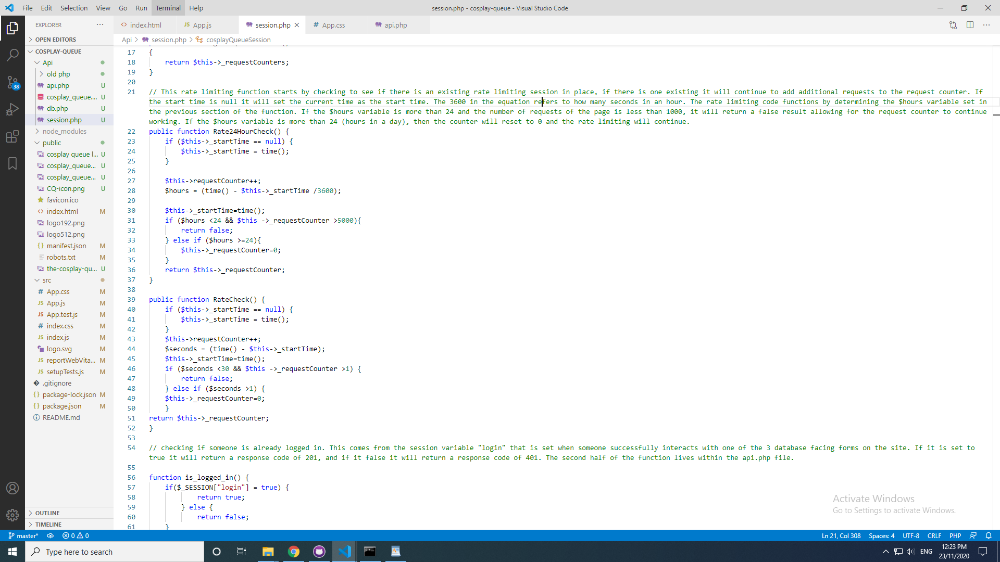 File Edit Selection View Go Run Terminal Help
session.php - cosplay-queue - Visual Studio Code
EXPLORER
OPEN EDITORS
COSPLAY-QUEUE
Api
old php
api.php U
cosplay_queue.... U
db.php U
session.php U
node_modules
public
cosplay queue l... U
cosplay_queue... U
cosplay_queue... U
CQ-icon.png U
favicon.ico
index.html M
logo192.png
logo512.png
manifest.json M
robots.txt M
the-cosplay-qu... U
src
App.css M
App.js M
App.test.js M
index.css M
index.js M
logo.svg M
reportWebVita... M
setupTests.js M
.gitignore
package-lock.json M
package.json M
README.md
OUTLINE
TIMELINE
38
index.html App.js session.php App.css api.php
Api > session.php > cosplayQueueSession
17 {
18 return $this->_requestCounters;
19 }
20
21 // This rate limiting function starts by checking to see if there is an existing rate limiting session in place, if there is one existing it will continue to add additional requests to the request counter. If
the start time is null it will set the current time as the start time. The 3600 in the equation refers to how many seconds in an hour. The rate limiting code functions by determining the $hours variable set in
the previous section of the function. If the $hours variable is more than 24 and the number of requests of the page is less than 1000, it will return a false result allowing for the request counter to continue
working. If the $hours variable is more than 24 (hours in a day), then the counter will reset to 0 and the rate limiting will continue.
22 public function Rate24HourCheck() {
23 if ($this->_startTime == null) {
24 $this->_startTime = time();
25 }
26
27 $this->requestCounter++;
28 $hours = (time() - $this->_startTime /3600);
29
30 $this->_startTime=time();
31 if ($hours <24 && $this ->_requestCounter >5000){
32 return false;
33 } else if ($hours >=24){
34 $this->_requestCounter=0;
35 }
36 return $this->_requestCounter;
37 }
38
39 public function RateCheck() {
40 if ($this->_startTime == null) {
41 $this->_startTime = time();
42 }
43 $this->requestCounter++;
44 $seconds = (time() - $this->_startTime);
45 $this->_startTime=time();
46 if ($seconds <30 && $this ->_requestCounter >1) {
47 return false;
48 } else if ($seconds >1) {
49 $this->_requestCounter=0;
50 }
51 return $this->_requestCounter;
52 }
53
54 // checking if someone is already logged in. This comes from the session variable "login" that is set when someone successfully interacts with one of the 3 database facing forms on the site. If it is set to
true it will return a response code of 201, and if it false it will return a response code of 401. The second half of the function lives within the api.php file.
55
56 function is_logged_in() {
57 if($_SESSION["login"] = true) {
58 return true;
59 } else {
60 return false;
61 }
Activate Windows
Go to Settings to activate Windows.
master* 0 0
Ln 21, Col 308 Spaces: 4 UTF-8 CRLF PHP
Type here to search
ENG
12:23 PM
23/11/2020